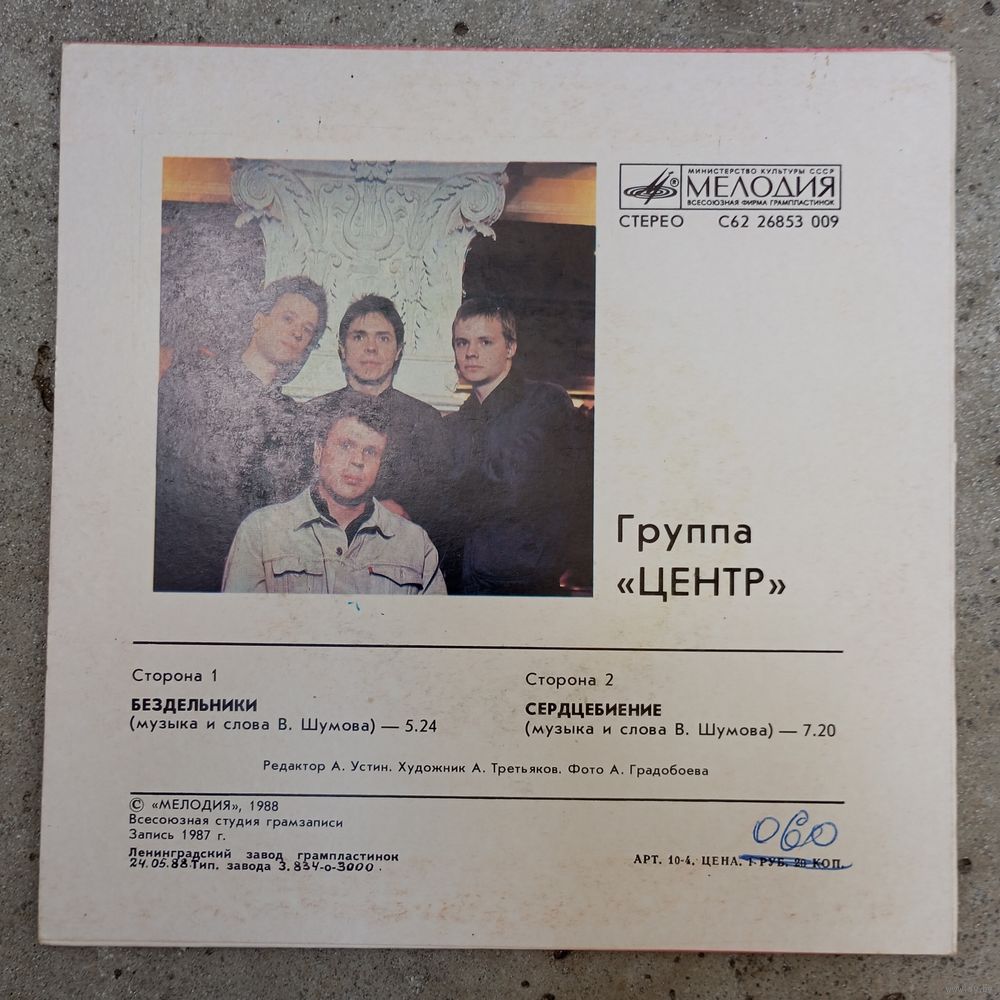 МИНИСТЕРСТВО КУЛЬТУРЫ СССР
МЕЛОДИЯ
ВСЕСОЮЗНАЯ ФИРМА ГРАМПЛАСТИНОК
СТЕРЕО С62 26853 009
Группа
«ЦЕНТР»
Сторона 1
БЕЗДЕЛЬНИКИ
(музыка и слова В. Шумова) — 5.24
Сторона 2
СЕРДЦЕБИЕНИЕ
(музыка и слова В. Шумова) — 7.20
Редактор А. Устин. Художник А. Третьяков. Фото А. Градобоева
© «МЕЛОДИЯ», 1988
Всесоюзная студия грамзаписи
Запись 1987 г.
Ленинградский завод грампластинок
24.05.88. Тип. завода З. 834-о-3000.
060
АРТ. 10-4. ЦЕНА. 1 РУБ. 20 КОП.